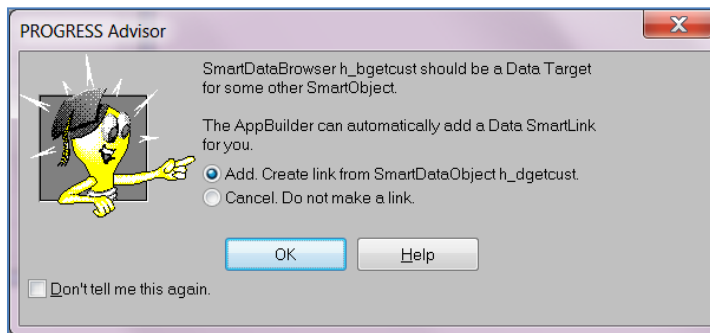 PROGRESS Advisor
SmartDataBrowser h_bgetcust should be a Data Target
for some other SmartObject.
The AppBuilder can automatically add a Data SmartLink
for you.
Add. Create link from SmartDataObject h_dgetcust.
Cancel. Do not make a link.
OK
Help
Don't tell me this again.